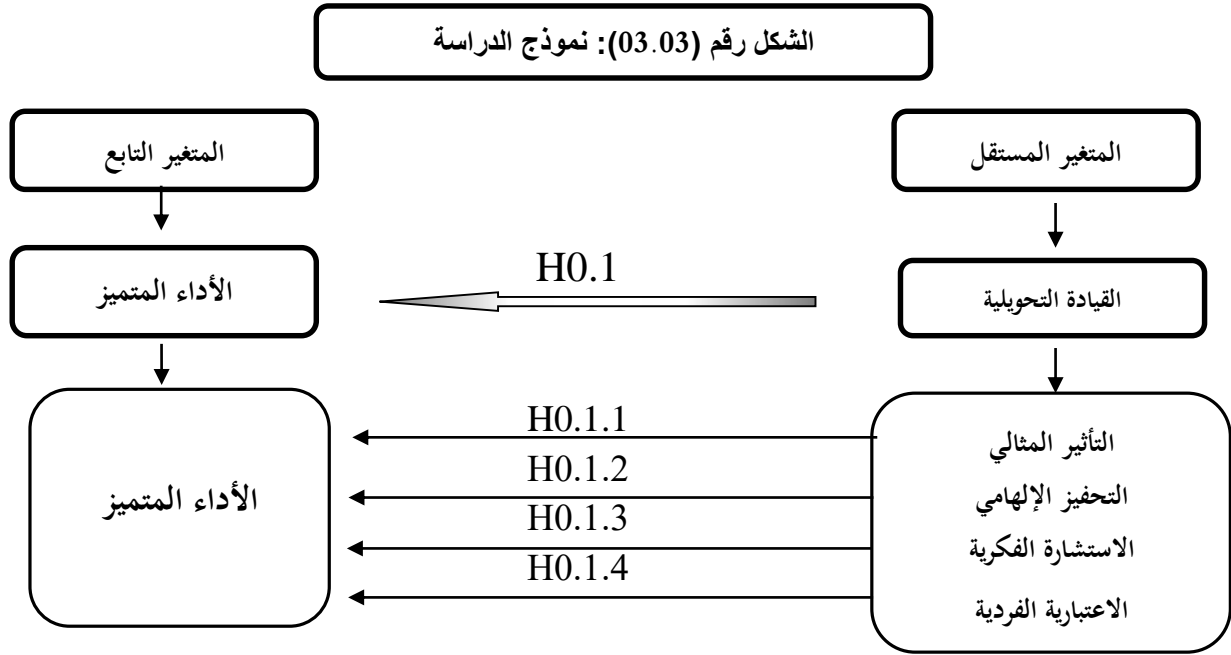 الشكل رقم (03.03): نموذج الدراسة
المتغير المستقل
المتغير التابع
القيادة التحويلية
H0.1
الأداء المتميز
التأثير المثالي
التحفيز الإلهامي
الاستشارة الفكرية
الاعتبارية الفردية
H0.1.1
H0.1.2
H0.1.3
H0.1.4
الأداء المتميز